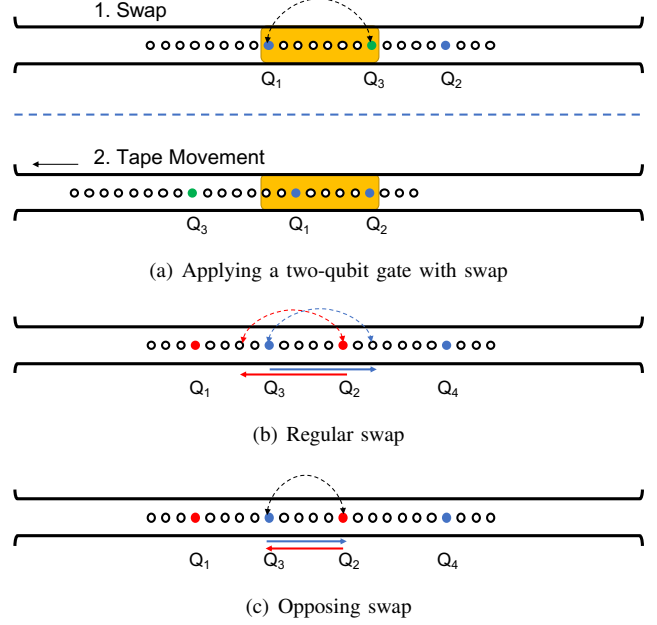 1. Swap
Q₁ Q₃ Q₂
2. Tape Movement
Q₃ Q₁ Q₂
(a) Applying a two-qubit gate with swap
Q₁ Q₃ Q₂ Q₄
(b) Regular swap
Q₁ Q₃ Q₂ Q₄
(c) Opposing swap